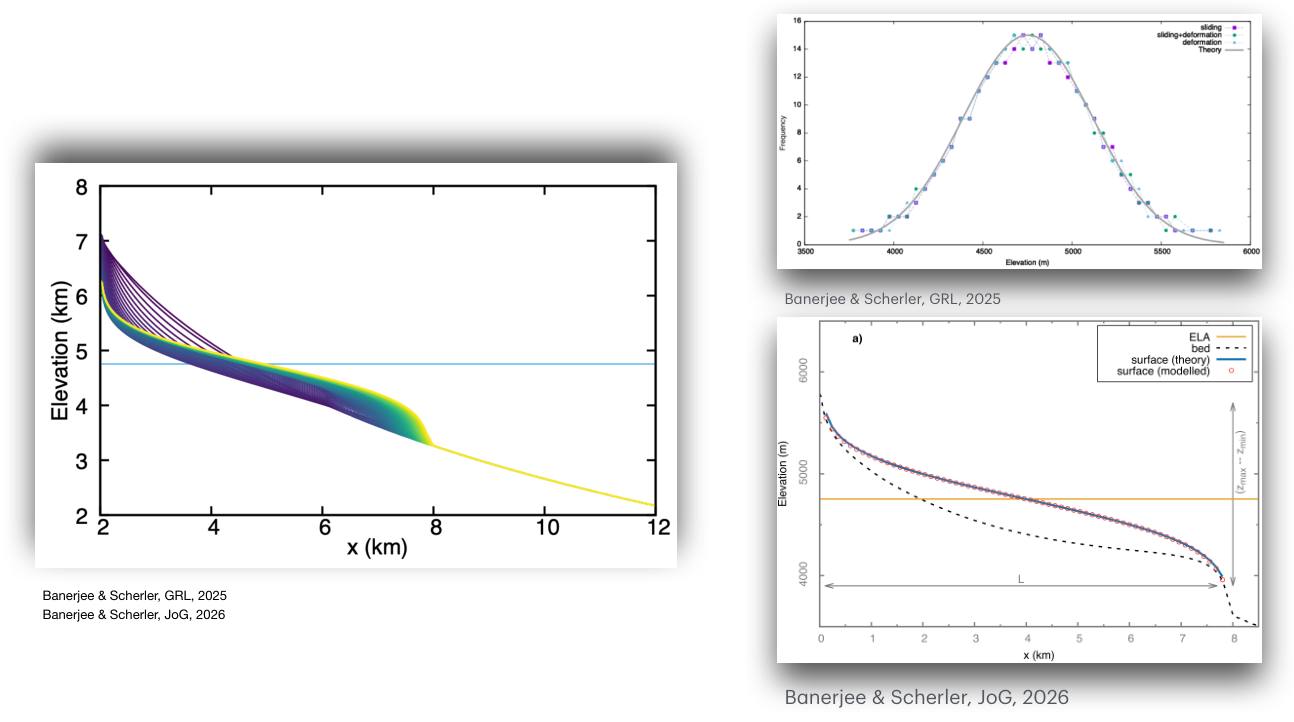 8
7
6
5
4
3
2
Elevation (km)
2 4 6 8 10 12
x (km)
Banerjee & Scherler, GRL, 2025
Banerjee & Scherler, JoG, 2026
16
14
12
10
8
6
4
2
0
Frequency
3500 4000 4500 5000 5500 6000
Elevation (m)
sliding
sliding+deformation
deformation
Theory
Banerjee & Scherler, GRL, 2025
a)
ELA
bed
surface (theory)
surface (modelled)
6000
5000
4000
Elevation (m)
(zmax -- zmin)
L
0 1 2 3 4 5 6 7 8
x (km)
Banerjee & Scherler, JoG, 2026